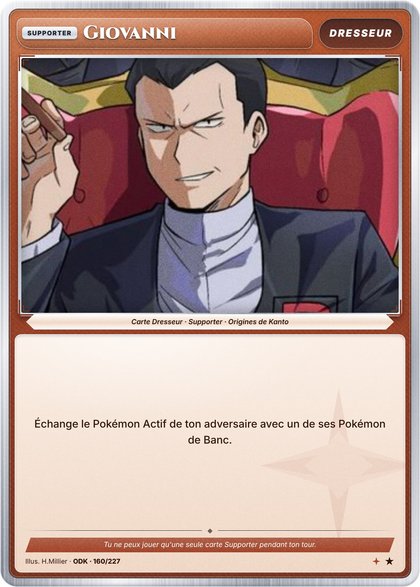 SUPPORTER GIOVANNI DRESSEUR
Carte Dresseur · Supporter · Origines de Kanto
Échange le Pokémon Actif de ton adversaire avec un de ses Pokémon
de Banc.
Tu ne peux jouer qu'une seule carte Supporter pendant ton tour.
Illus. H.Millier · ODK · 160/227